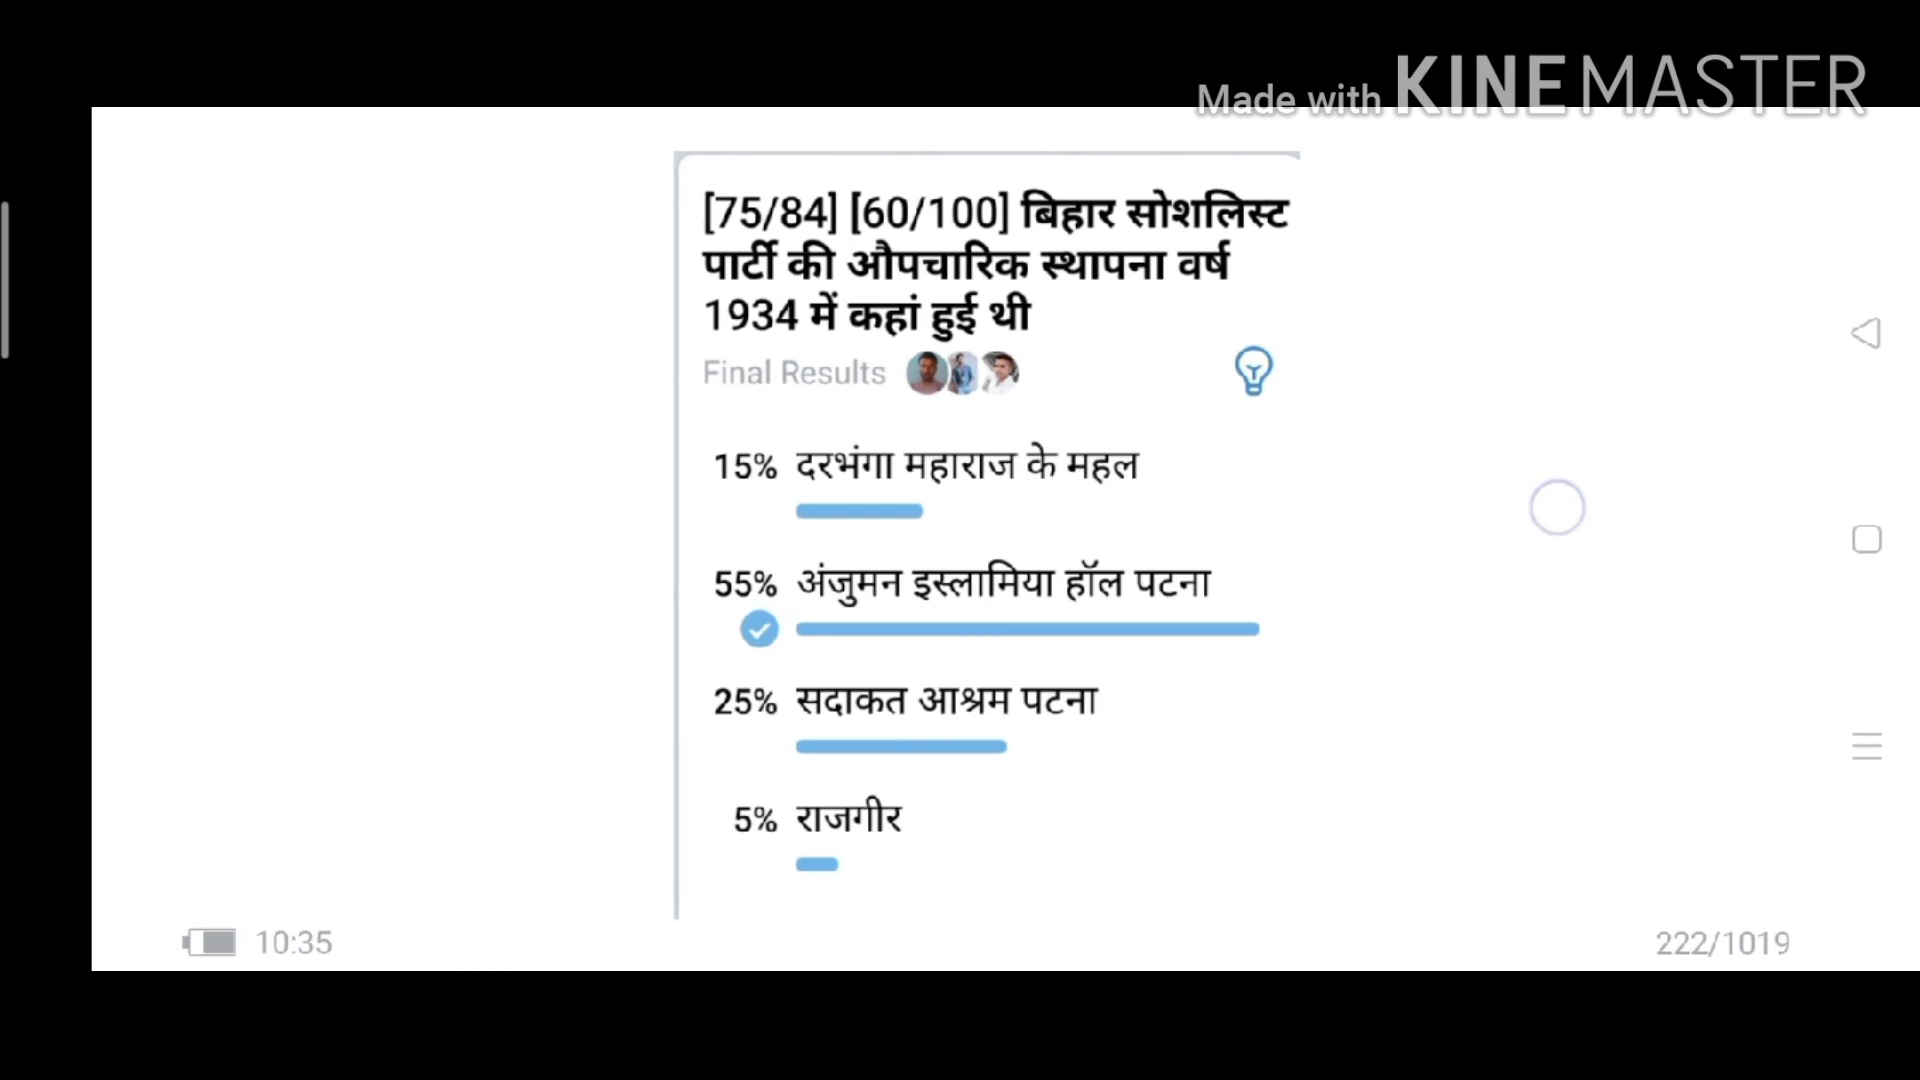 Made with KINEMASTER
[75/84] [60/100] बिहार सोशलिस्ट
पार्टी की औपचारिक स्थापना वर्ष
1934 में कहां हुई थी
Final Results
15% दरभंगा महाराज के महल
55% अंजुमन इस्लामिया हॉल पटना
25% सदाकत आश्रम पटना
5% राजगीर
10:35
222/1019